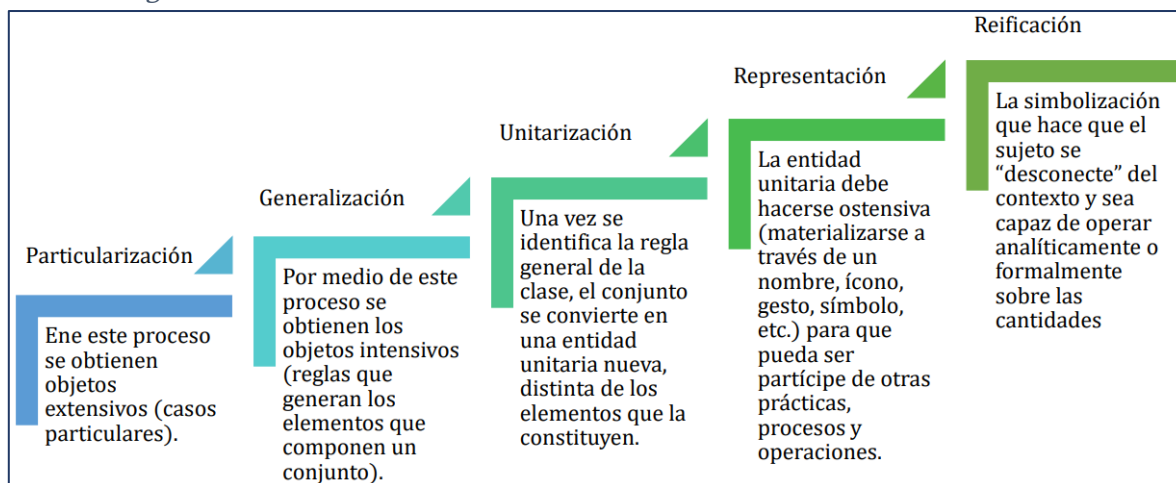 Particularización
Ene este proceso
se obtienen
objetos
extensivos (casos
particulares).
Generalización
Por medio de este
proceso se
obtienen los
objetos intensivos
(reglas que
generan los
elementos que
componen un
conjunto).
Unitarización
Una vez se
identifica la regla
general de la
clase, el conjunto
se convierte en
una entidad
unitaria nueva,
distinta de los
elementos que la
constituyen.
Representación
La entidad
unitaria debe
hacerse ostensiva
(materializarse a
través de un
nombre, ícono,
gesto, símbolo,
etc.) para que
pueda ser
partícipe de otras
prácticas,
procesos y
operaciones.
Reificación
La simbolización
que hace que el
sujeto se
“desconecte” del
contexto y sea
capaz de operar
analíticamente o
formalmente
sobre las
cantidades